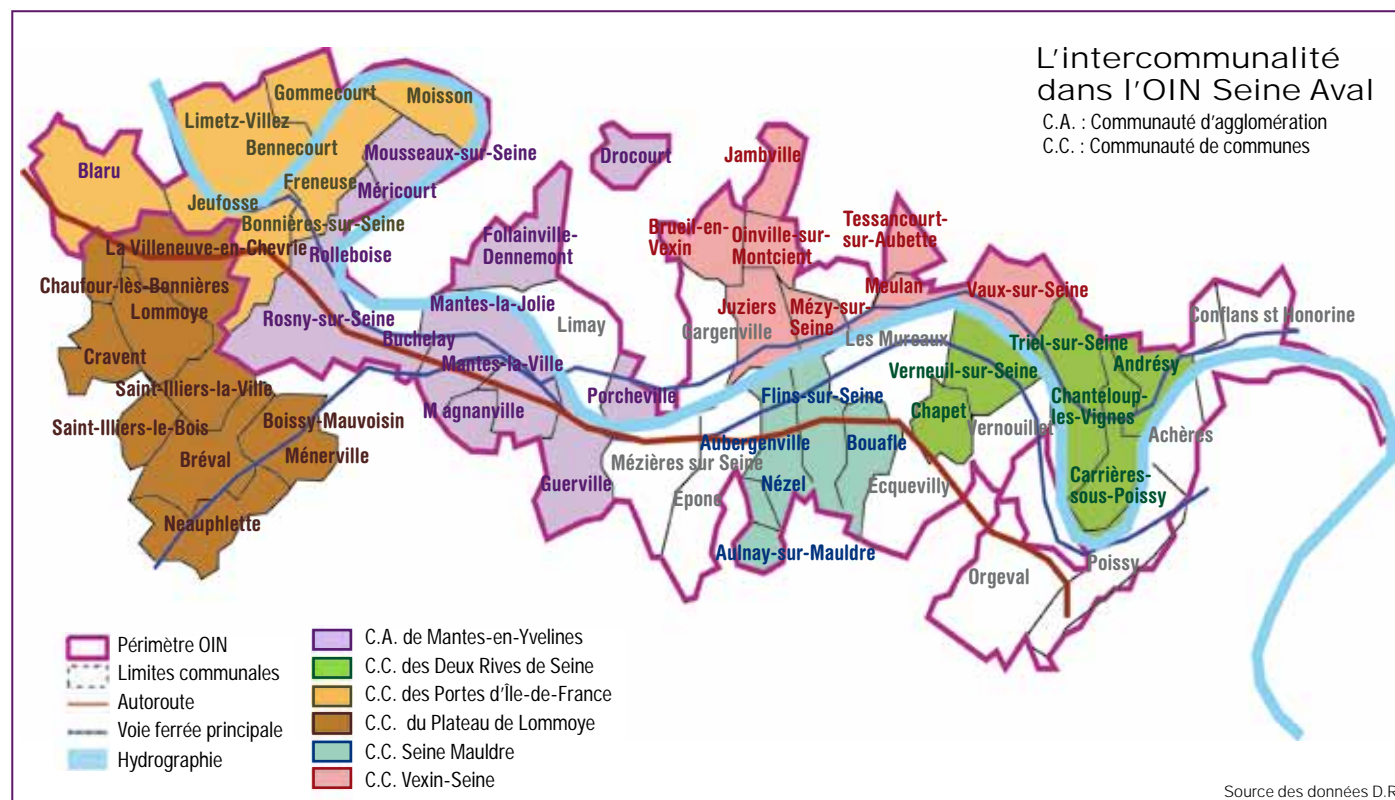 L'intercommunalité
dans l'OIN Seine Aval
C.A. : Communauté d'agglomération
C.C. : Communauté de communes
Gommecourt
Moisson
Limetz-Villez
Bennecourt
Mousseaux-sur-Seine
Drocourt
Jambville
Blaru
Freneuse
Méricourt
Jeufosse
Bonnières-sur-Seine
Follainville-
Dennemont
Brueil-en-
Vexin
Oinville-sur-
Montcient
Tessancourt-
sur-Aubette
La Villeneuve-en-Chevrie
Rolleboise
Chaufour-lès-Bonnières
Lommoye
Rosny-sur-Seine
Mantes-la-Jolie
Limay
Buchelay
Juziers
Gargenville
Mézy-sur-
Seine
Meulan
Vaux-sur-Seine
Les Mureaux
Conflans st Honorine
Cravent
Mantes-la-Ville
Triel-sur-Seine
Andrésy
Verneuil-sur-Seine
Saint-Illiers-la-Ville
Porcheville
Flins-sur-Seine
Chanteloup-
les-Vignes
Magnanville
Chapet
Vernouillet
Saint-Illiers-le-Bois
Boissy-Mauvoisin
Achères
Bréval
Ménerville
Aubergenville
Bouafle
Mézières sur Seine
Guerville
Nézel
Epone
Ecquevilly
Carrières-
sous-Poissy
Neauphlette
Aulnay-sur-Mauldre
Orgeval
Poissy
Périmètre OIN
Limites communales
Autoroute
Voie ferrée principale
Hydrographie
C.A. de Mantes-en-Yvelines
C.C. des Deux Rives de Seine
C.C. des Portes d'Île-de-France
C.C. du Plateau de Lommoye
C.C. Seine Mauldre
C.C. Vexin-Seine
Source des données D.R